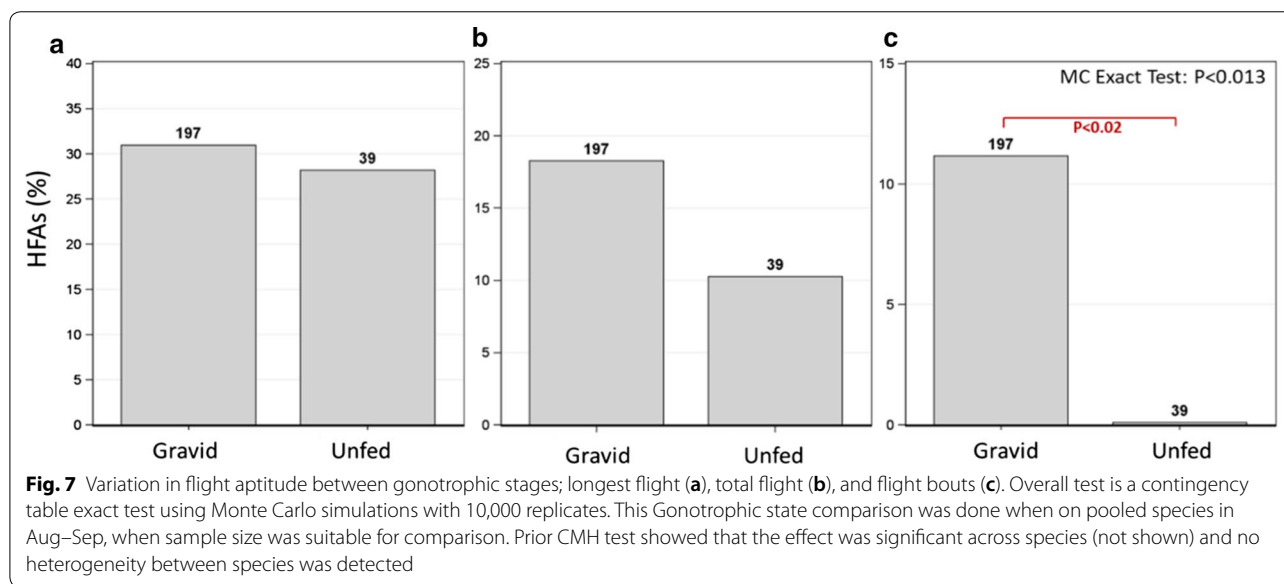 a
40
35
30
25
20
15
10
5
0
HFAs (%)
197
39
Gravid
Unfed
b
25
20
15
10
5
0
197
39
Gravid
Unfed
c
15
10
5
0
MC Exact Test: P<0.013
P<0.02
197
39
Gravid
Unfed
Fig. 7 Variation in flight aptitude between gonotrophic stages; longest flight (a), total flight (b), and flight bouts (c). Overall test is a contingency
table exact test using Monte Carlo simulations with 10,000 replicates. This Gonotrophic state comparison was done when on pooled species in
Aug–Sep, when sample size was suitable for comparison. Prior CMH test showed that the effect was significant across species (not shown) and no
heterogeneity between species was detected